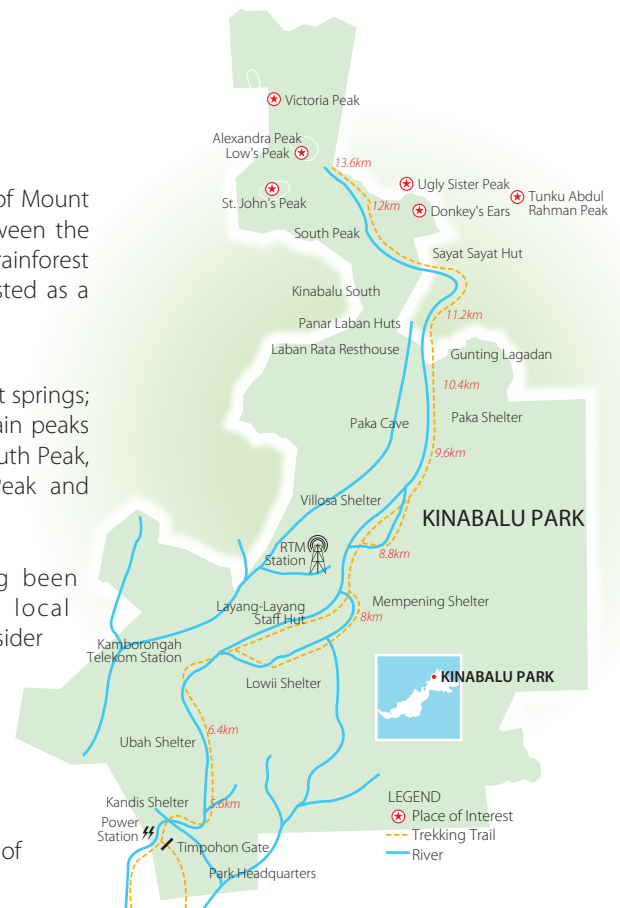 of Mount
ween the
rainforest
sted as a
t springs;
ain peaks
uth Peak,
Peak and
g been
local
sider
of
Victoria Peak
Alexandra Peak
Low's Peak
13.6km
St. John's Peak
12km
Ugly Sister Peak
Donkey's Ears
Tunku Abdul
Rahman Peak
South Peak
Sayat Sayat Hut
Kinabalu South
11.2km
Panar Laban Huts
Laban Rata Resthouse
Gunting Lagadan
10.4km
Paka Cave
Paka Shelter
9.6km
Villosa Shelter
KINABALU PARK
RTM
Station
8.8km
Layang-Layang
Staff Hut
Mempening Shelter
8km
Kamborongah
Telekom Station
Lowii Shelter
KINABALU PARK
6.4km
Ubah Shelter
Kandis Shelter
5.6km
Power
Station
Timpohon Gate
Park Headquarters
LEGEND
Place of Interest
Trekking Trail
River